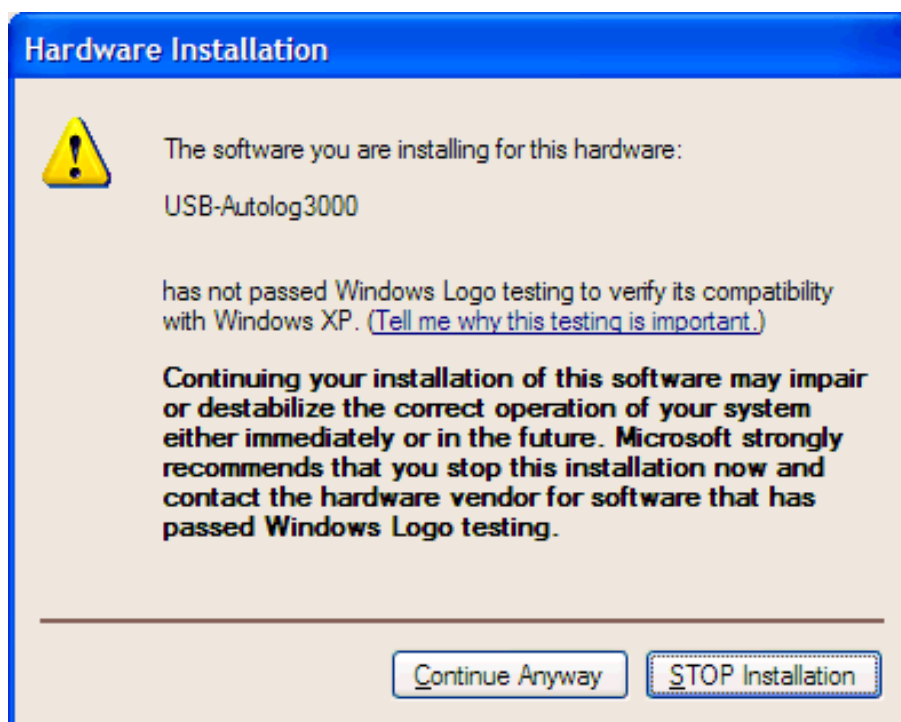 Hardware Installation
The software you are installing for this hardware:
USB-Autolog3000
has not passed Windows Logo testing to verify its compatibility
with Windows XP. (Tell me why this testing is important.)
Continuing your installation of this software may impair
or destabilize the correct operation of your system
either immediately or in the future. Microsoft strongly
recommends that you stop this installation now and
contact the hardware vendor for software that has
passed Windows Logo testing.
Continue Anyway STOP Installation